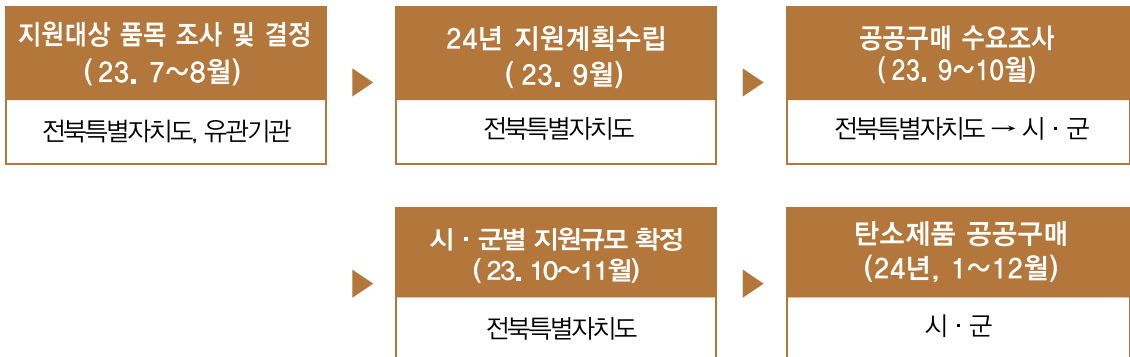 지원대상 품목 조사 및 결정
( 23. 7~8월)
전북특별자치도, 유관기관
24년 지원계획수립
( 23. 9월)
전북특별자치도
공공구매 수요조사
( 23. 9~10월)
전북특별자치도 → 시 · 군
시 · 군별 지원규모 확정
( 23. 10~11월)
전북특별자치도
탄소제품 공공구매
(24년, 1~12월)
시 · 군